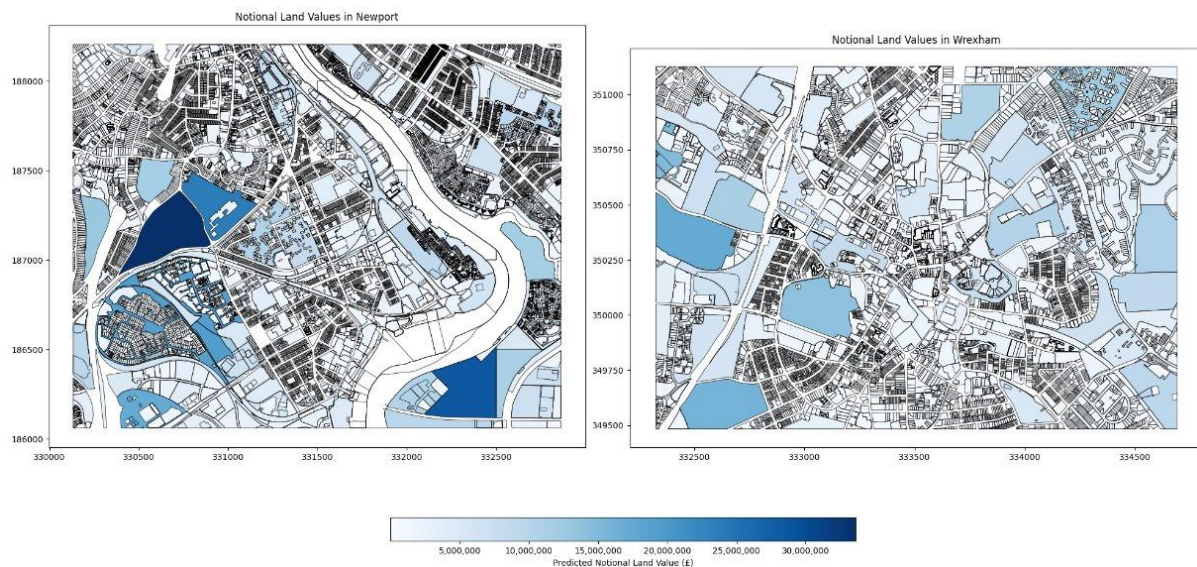 Notional Land Values in Newport
188000
187500
187000
186500
186000
330000 330500 331000 331500 332000 332500
Notional Land Values in Wrexham
351000
350750
350500
350250
350000
349750
349500
332500 333000 333500 334000 334500
5,000,000 10,000,000 15,000,000 20,000,000 25,000,000 30,000,000
Predicted Notional Land Value (£)